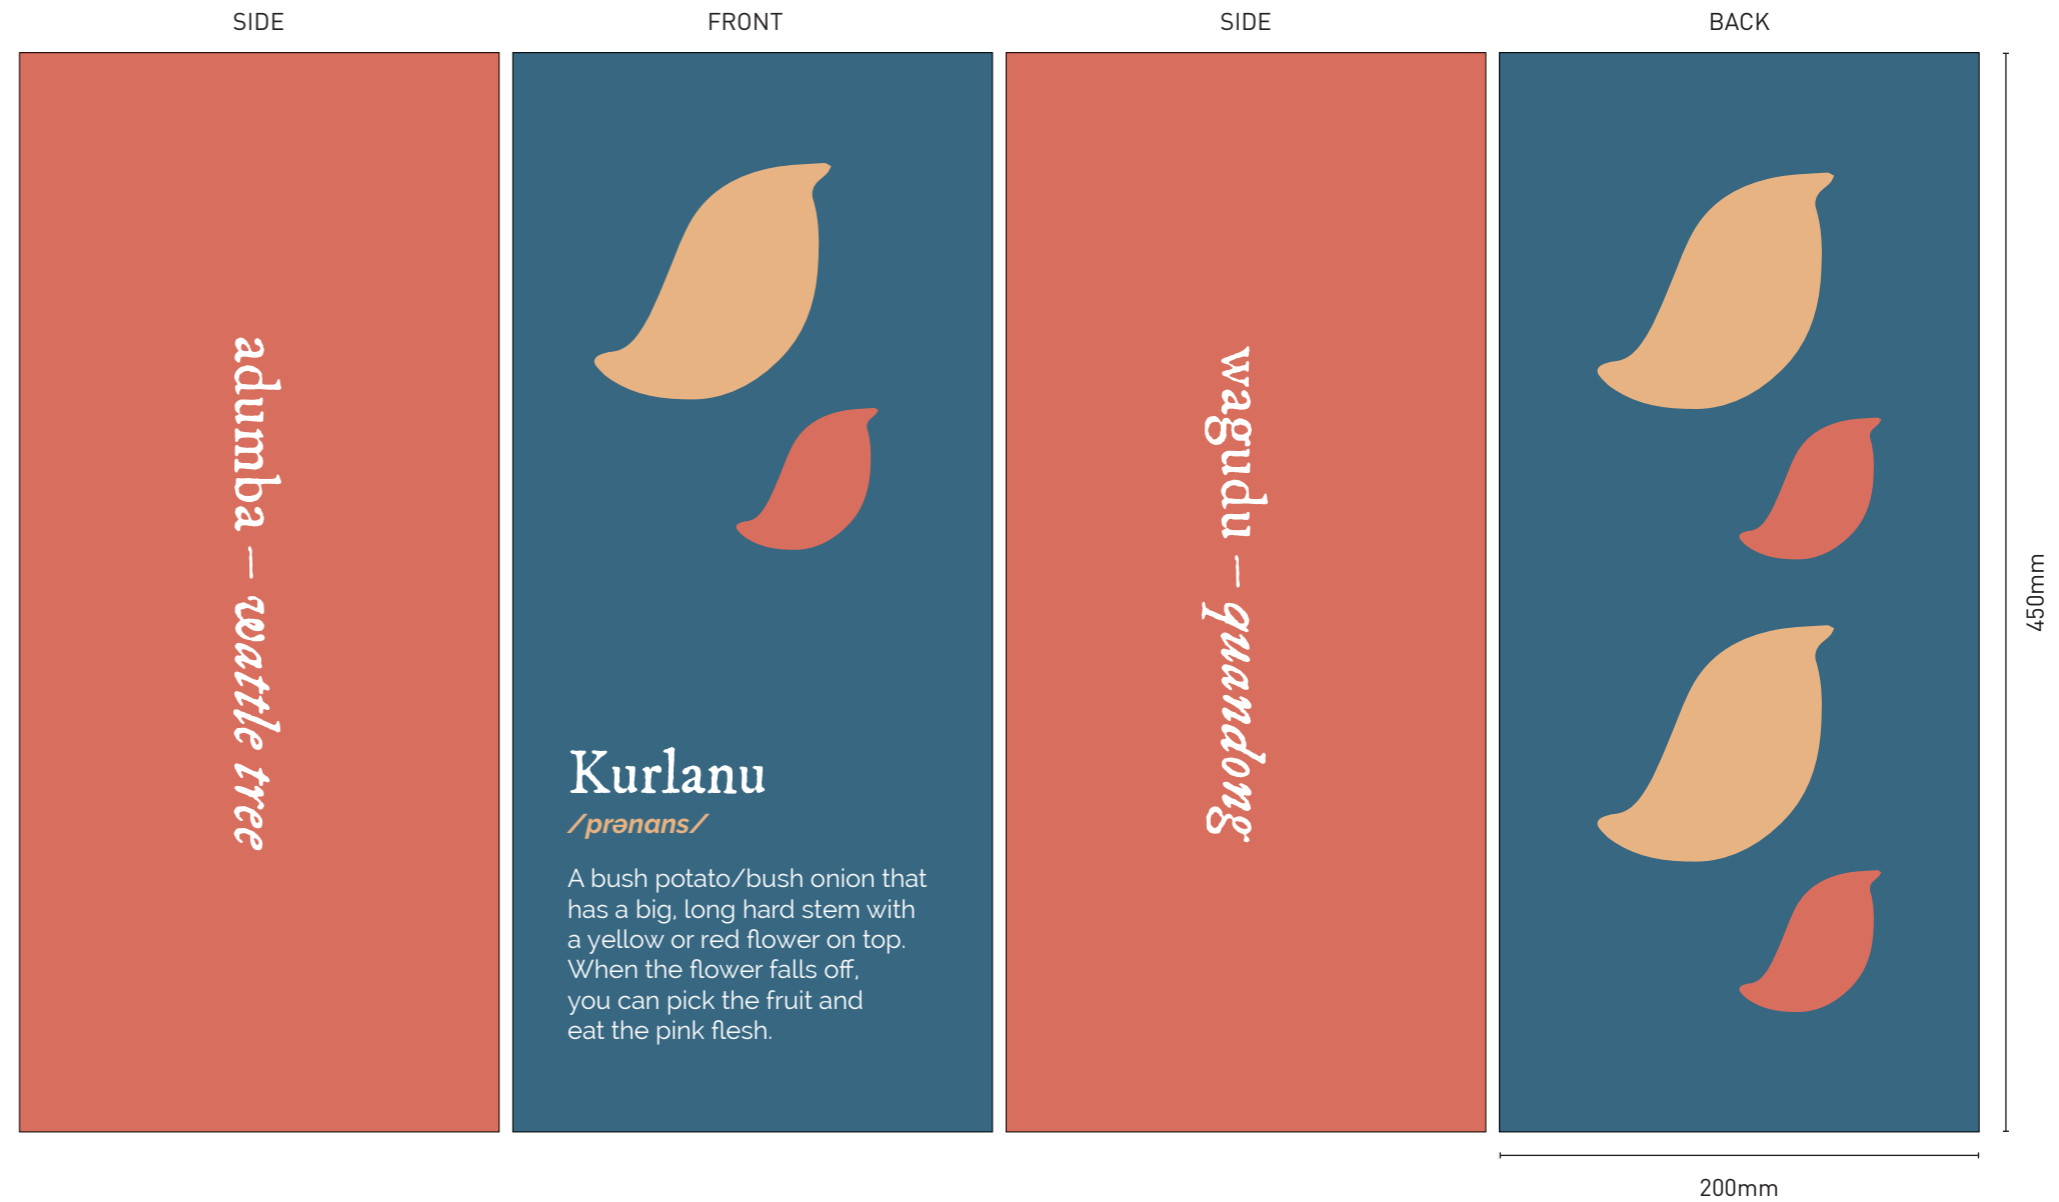 SIDE
FRONT
SIDE
BACK
adumba – wattle tree
Kurlanu
/prənans/
A bush potato/bush onion that
has a big, long hard stem with
a yellow or red flower on top.
When the flower falls off,
you can pick the fruit and
eat the pink flesh.
wagudu – quandong
450mm
200mm